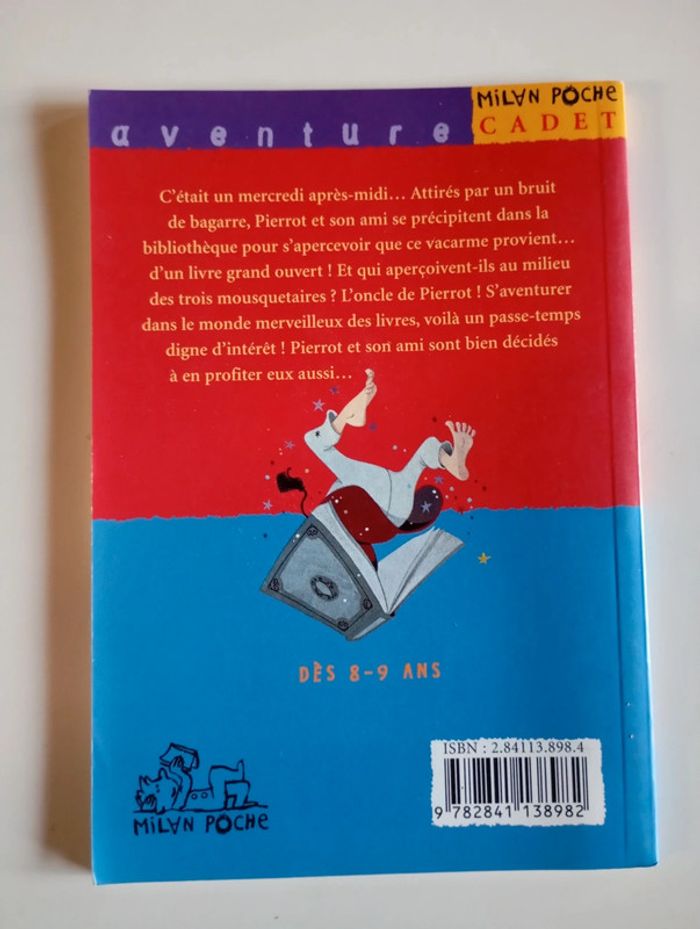 aventure
MiLAN POCHE
CADET
C'était un mercredi après-midi… Attirés par un bruit
de bagarre, Pierrot et son ami se précipitent dans la
bibliothèque pour s'apercevoir que ce vacarme provient…
d'un livre grand ouvert ! Et qui aperçoivent-ils au milieu
des trois mousquetaires ? L'oncle de Pierrot ! S'aventurer
dans le monde merveilleux des livres, voilà un passe-temps
digne d'intérêt ! Pierrot et son ami sont bien décidés
à en profiter eux aussi…
DÈS 8-9 ANS
MiLAN POCHE
ISBN : 2.84113.898.4
9 782841 138982